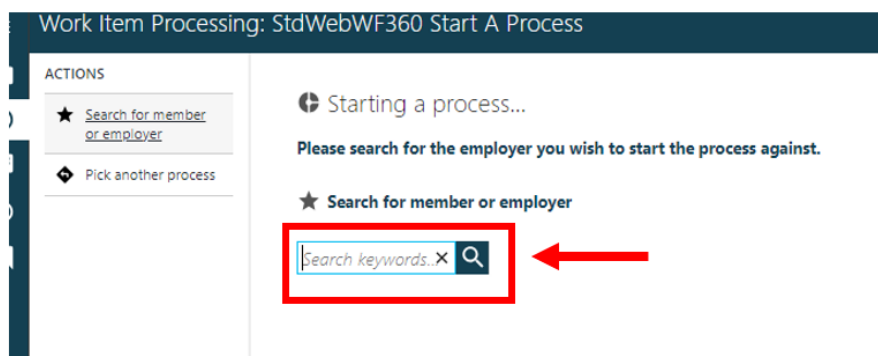 Work Item Processing: StdWebWF360 Start A Process
ACTIONS
Search for member
or employer
Pick another process
Starting a process...
Please search for the employer you wish to start the process against.
Search for member or employer
Search keywords..